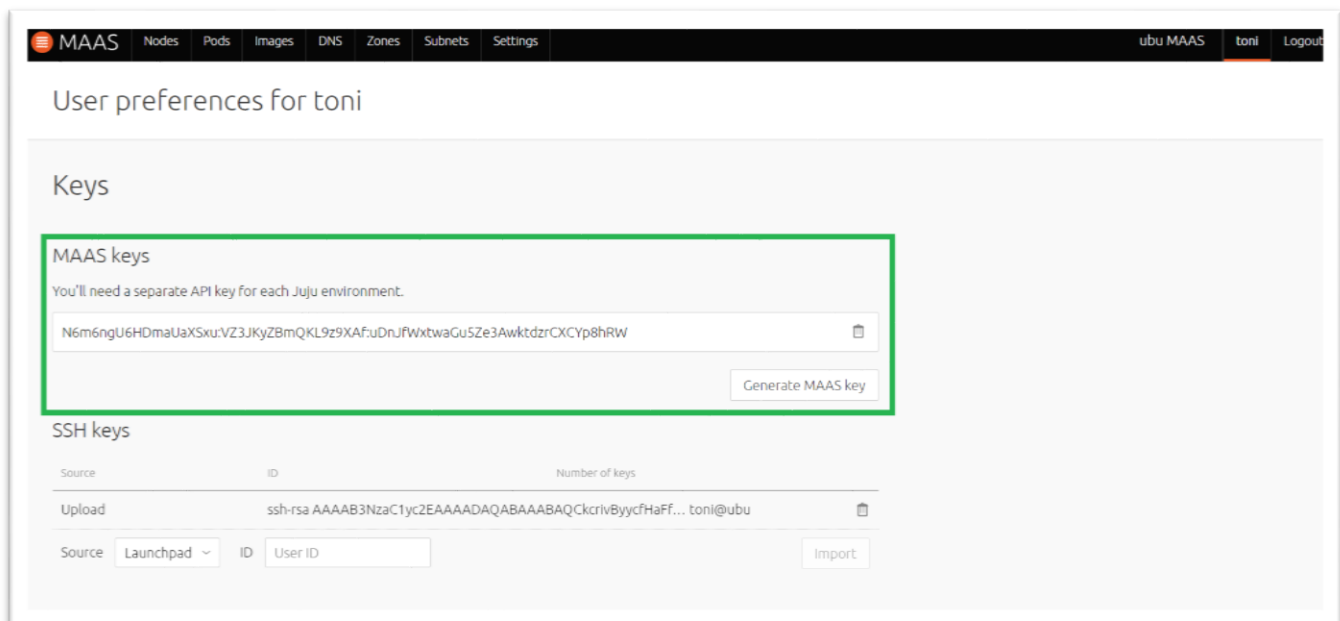 MAAS Nodes Pods Images DNS Zones Subnets Settings ubu MAAS toni Logout
User preferences for toni
Keys
MAAS keys
You'll need a separate API key for each Juju environment.
N6m6ngU6HDmaUaXSxu:VZ3JKyZBmQKL9z9XAf:uDnJfWxtwaGu5Ze3AwktdzrCXCYp8hRW
Generate MAAS key
SSH keys
Source ID Number of keys
Upload ssh-rsa AAAAB3NzaC1yc2EAAAADAQABAAABAQCkcrivByycfHaFf... toni@ubu
Source Launchpad ID User ID Import